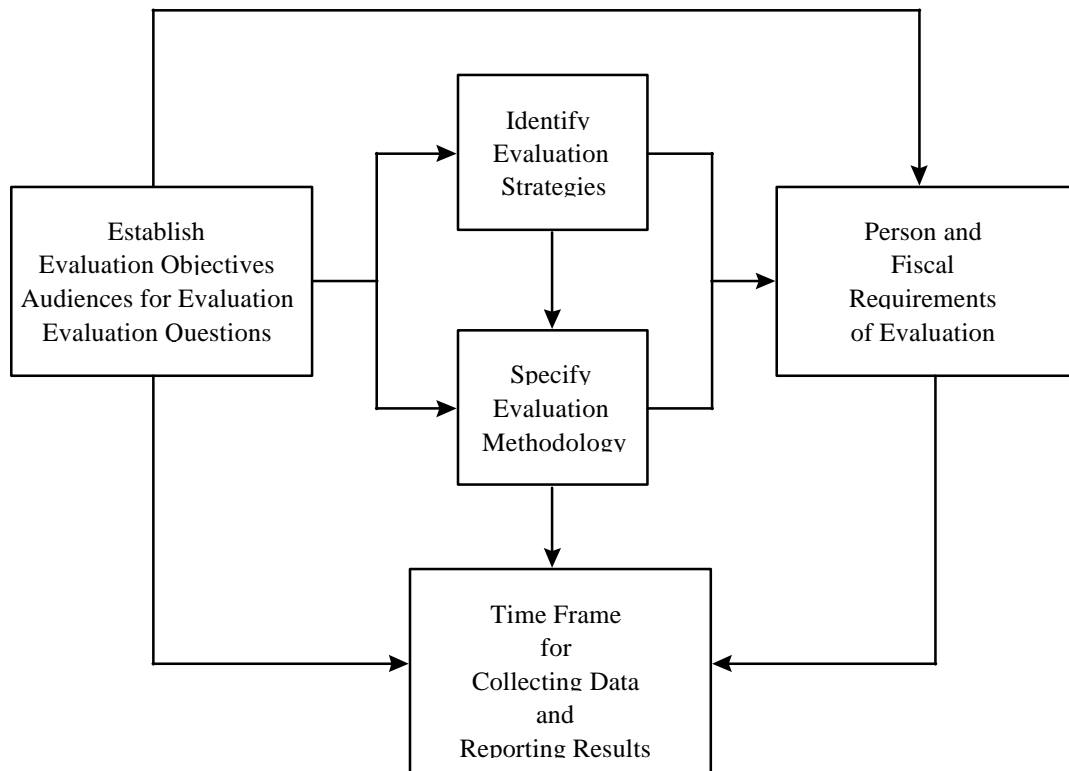 Identify
Evaluation
Strategies
Establish
Evaluation Objectives
Audiences for Evaluation
Evaluation Questions
Person and
Fiscal
Requirements
of Evaluation
Specify
Evaluation
Methodology
Time Frame
for
Collecting Data
and
Reporting Results